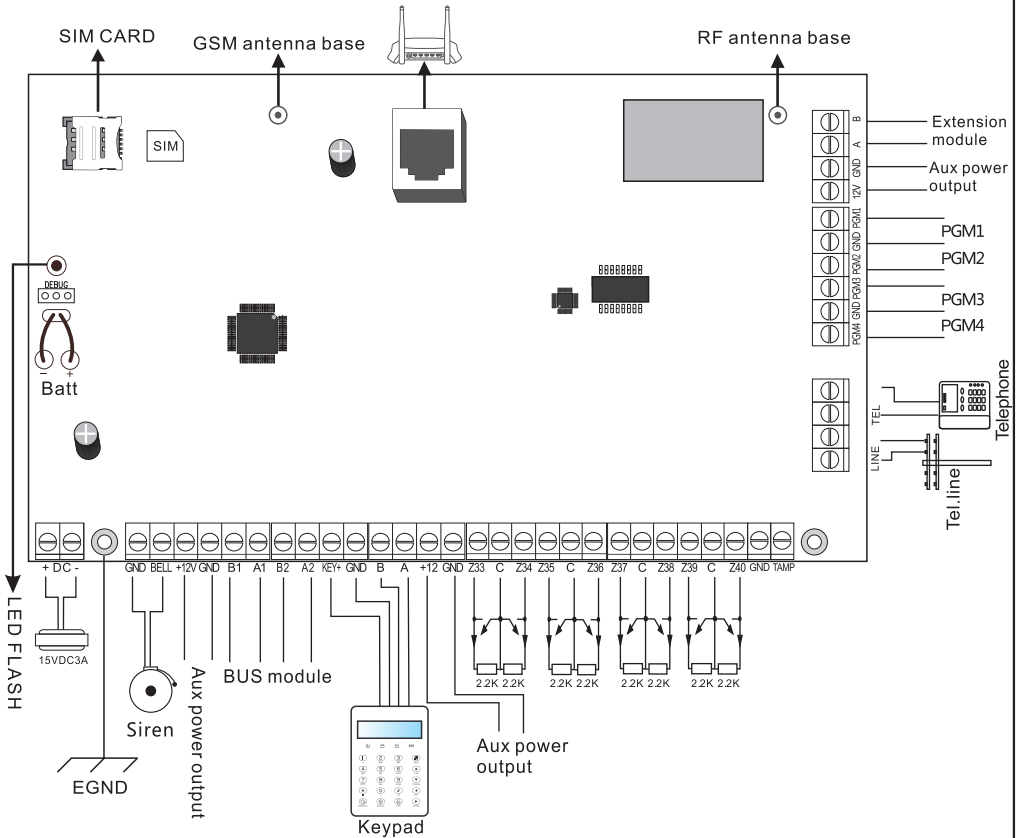 SIM CARD
GSM antenna base
RF antenna base
SIM
B
A
GND
12V
Extension
module
Aux power
output
PGM1
GND
PGM2
PGM3
GND
PGM4
PGM1
PGM2
PGM3
PGM4
DEBUG
- +
Batt
TEL
LINE
Telephone
Tel.line
+ DC -
GND BELL +12V GND B1 A1 B2 A2 KEY+ GND B A +12 GND Z33 C Z34 Z35 C Z36 Z37 C Z38 Z39 C Z40 GND TAMP
LED FLASH
15VDC3A
Siren
EGND
Aux power output
BUS module
Keypad
Aux power
output
2.2K 2.2K 2.2K 2.2K 2.2K 2.2K 2.2K 2.2K